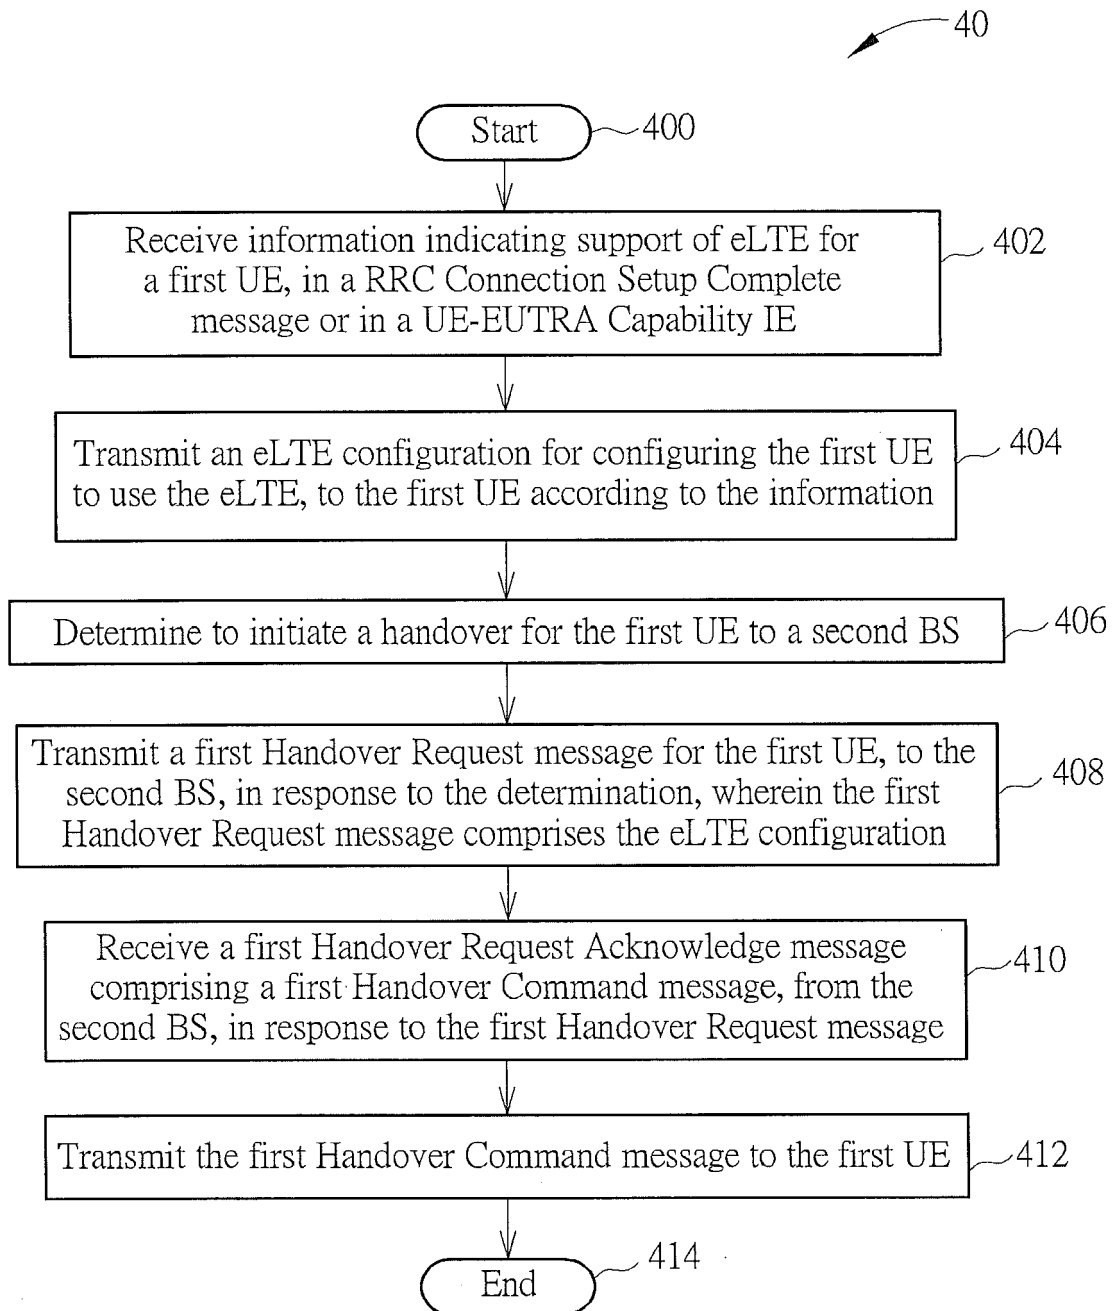 40
Start
400
Receive information indicating support of eLTE for
a first UE, in a RRC Connection Setup Complete
message or in a UE-EUTRA Capability IE
402
Transmit an eLTE configuration for configuring the first UE
to use the eLTE, to the first UE according to the information
404
Determine to initiate a handover for the first UE to a second BS
406
Transmit a first Handover Request message for the first UE, to the
second BS, in response to the determination, wherein the first
Handover Request message comprises the eLTE configuration
408
Receive a first Handover Request Acknowledge message
comprising a first Handover Command message, from the
second BS, in response to the first Handover Request message
410
Transmit the first Handover Command message to the first UE
412
End
414